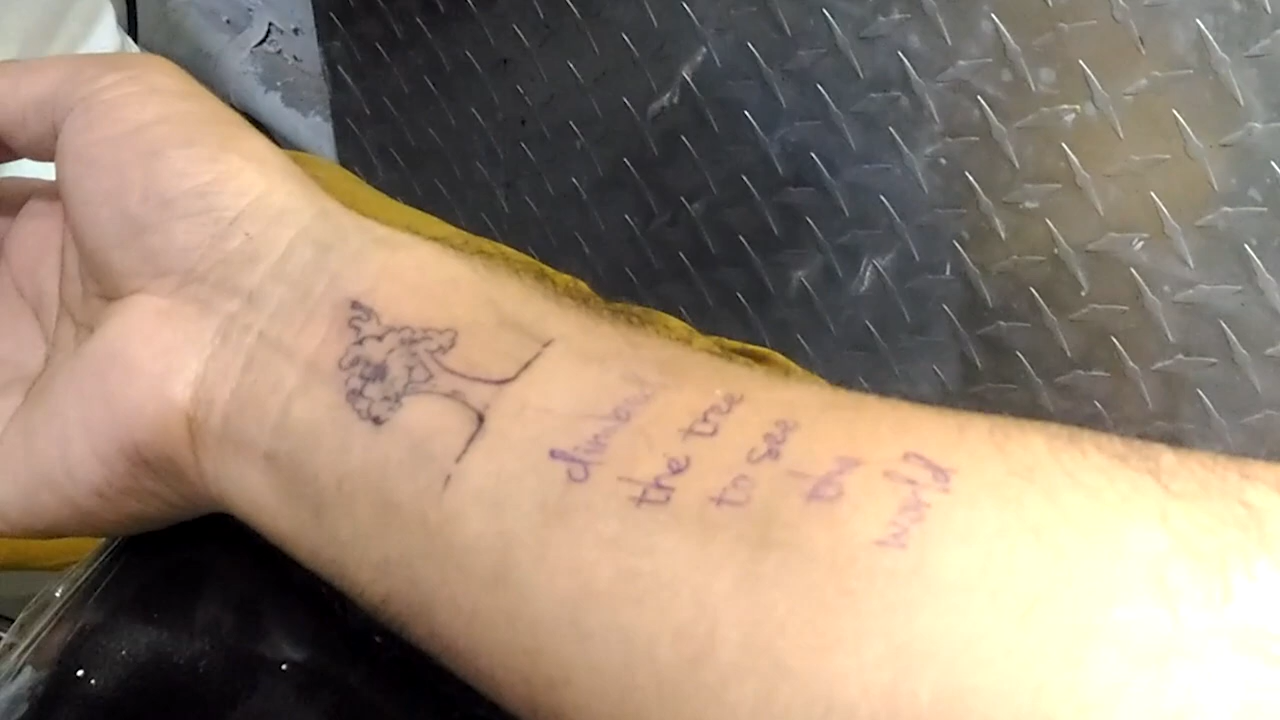 climbed
the tree
to see
the
world